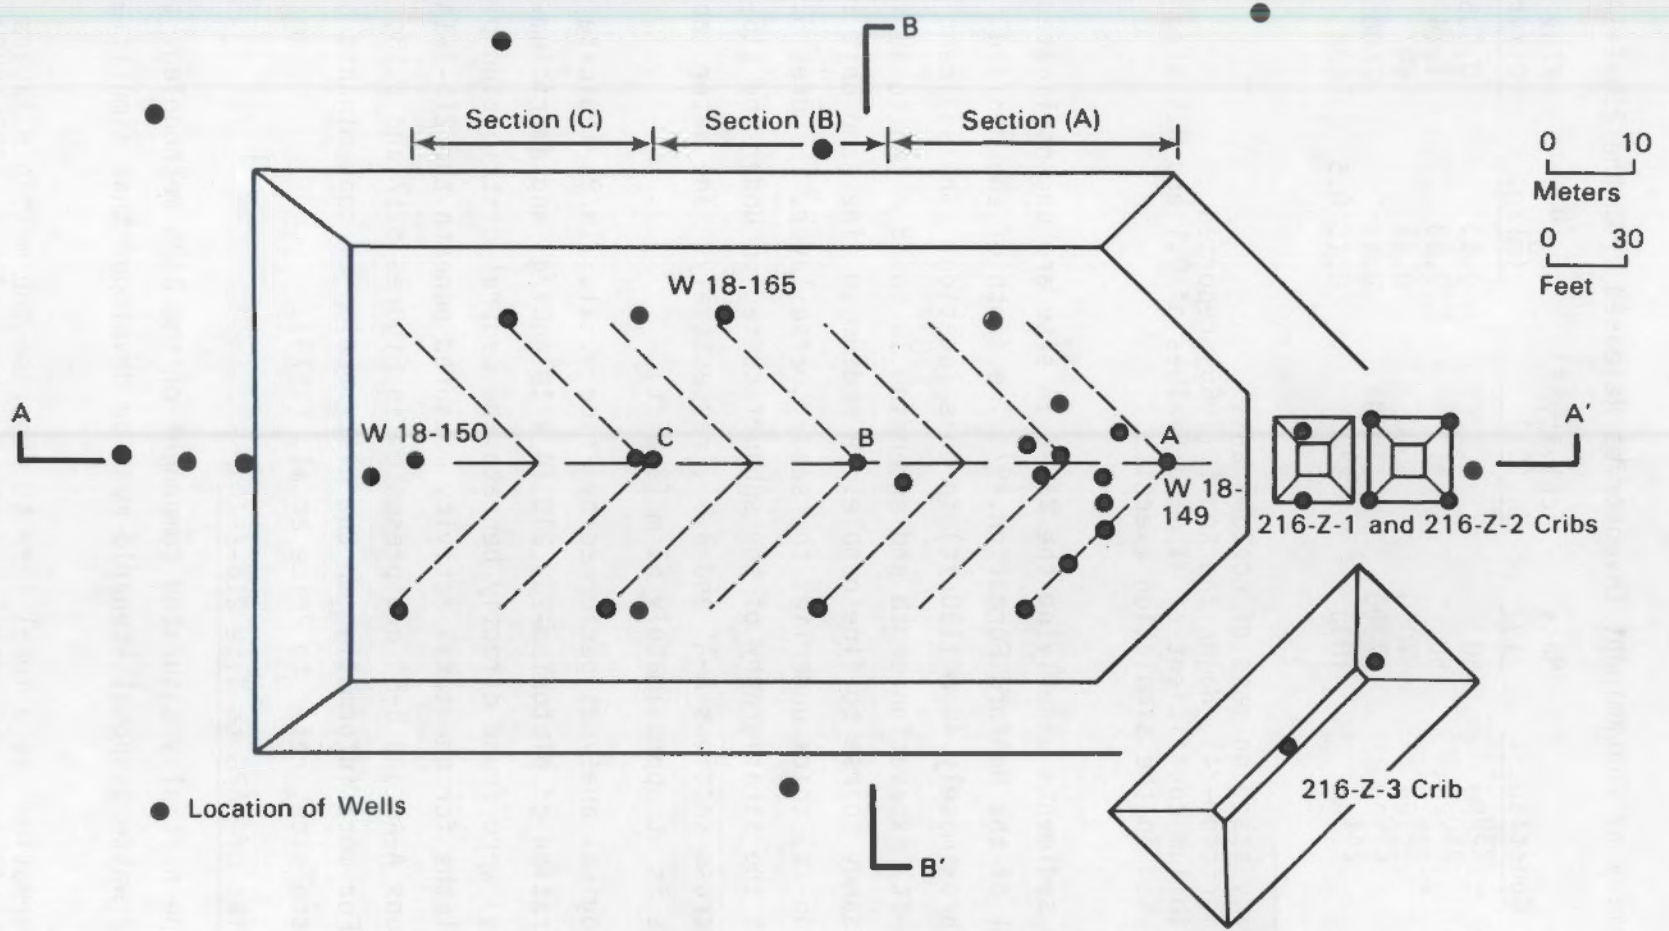 B
Section (C) Section (B) Section (A)
0 10
Meters
0 30
Feet
W 18-165
A
W 18-150
C
B
A
A'
W 18-
149
216-Z-1 and 216-Z-2 Cribs
216-Z-3 Crib
Location of Wells
B'